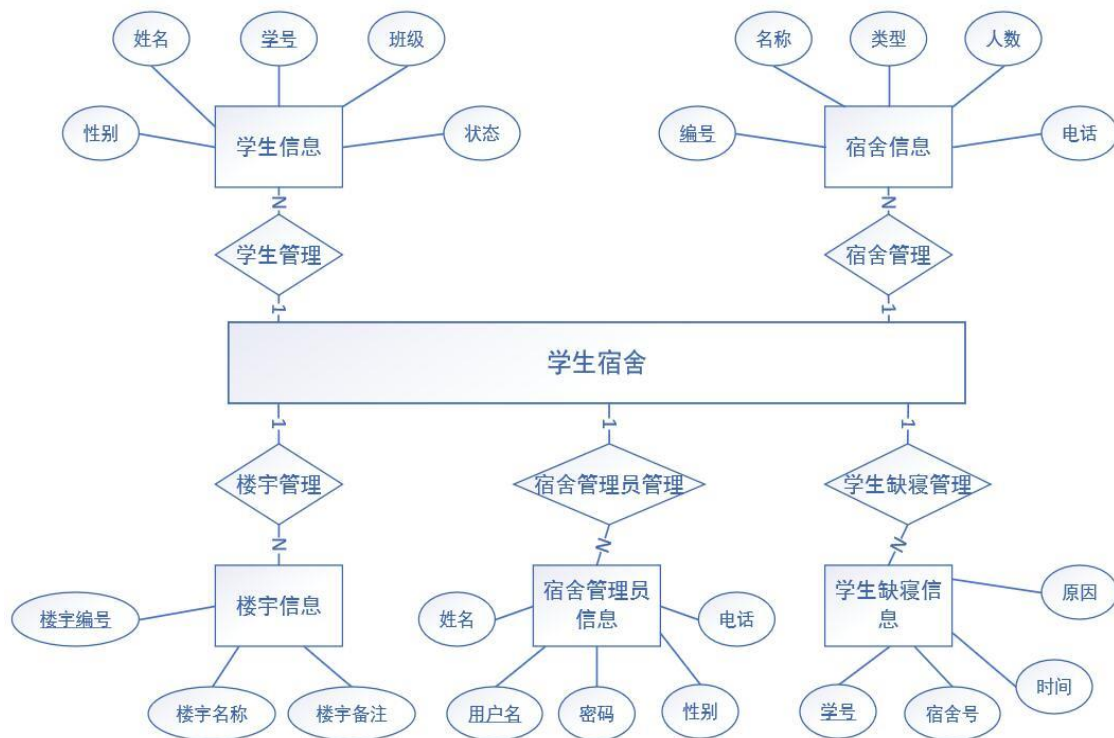 姓名
学号
班级
名称
类型
人数
性别
学生信息
状态
编号
宿舍信息
电话
N
N
学生管理
宿舍管理
1
1
学生宿舍
1
1
1
楼宇管理
宿舍管理员管理
学生缺寝管理
N
N
N
楼宇编号
楼宇信息
姓名
宿舍管理员
信息
电话
学生缺寝信
息
原因
楼宇名称
楼宇备注
用户名
密码
性别
学号
宿舍号
时间